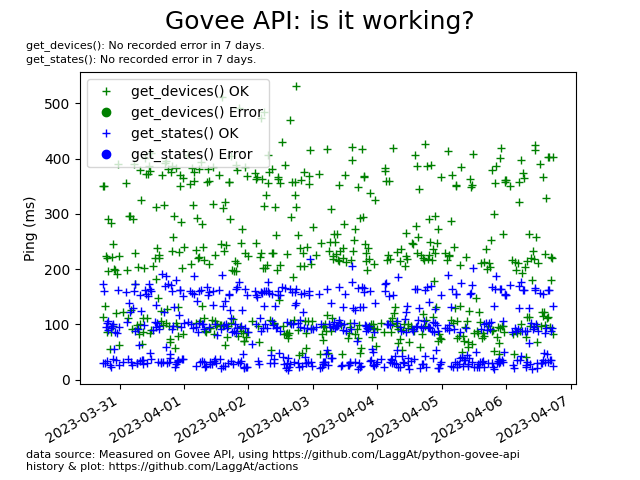 Govee API: is it working?
get_devices(): No recorded error in 7 days.
get_states(): No recorded error in 7 days.
get_devices() OK
get_devices() Error
get_states() OK
get_states() Error
Ping (ms)
500
400
300
200
100
0
2023-03-31
2023-04-01
2023-04-02
2023-04-03
2023-04-04
2023-04-05
2023-04-06
2023-04-07
data source: Measured on Govee API, using https://github.com/LaggAt/python-govee-api
history & plot: https://github.com/LaggAt/actions